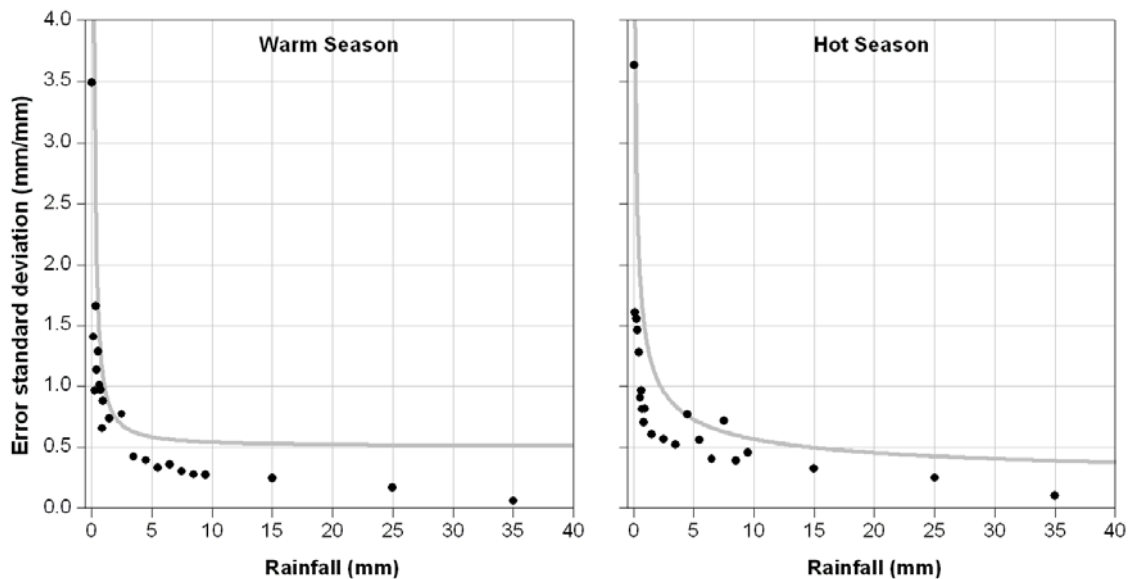 Warm Season
Hot Season
Error standard deviation (mm/mm)
4.0
3.5
3.0
2.5
2.0
1.5
1.0
0.5
0.0
0 5 10 15 20 25 30 35 40
0 5 10 15 20 25 30 35 40
Rainfall (mm)
Rainfall (mm)